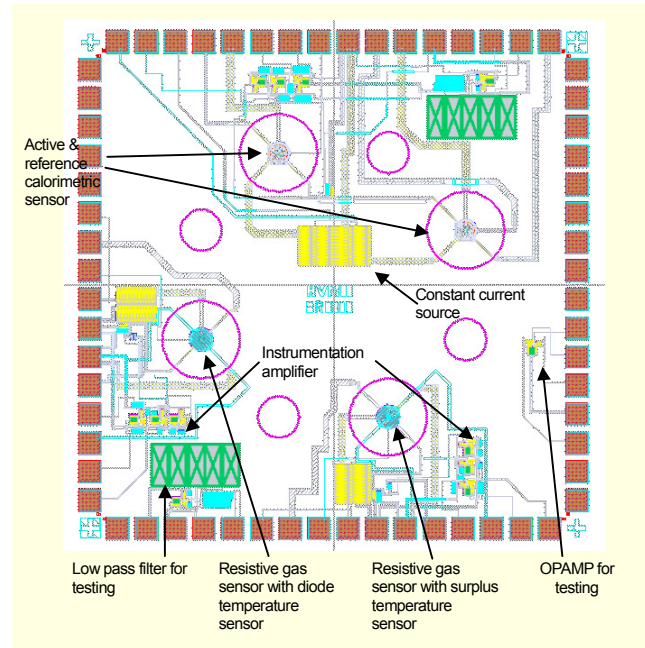 Active &
reference
calorimetric
sensor
Constant current
source
Instrumentation
amplifier
Low pass filter for
testing
Resistive gas
sensor with diode
temperature
sensor
Resistive gas
sensor with surplus
temperature
sensor
OPAMP for
testing